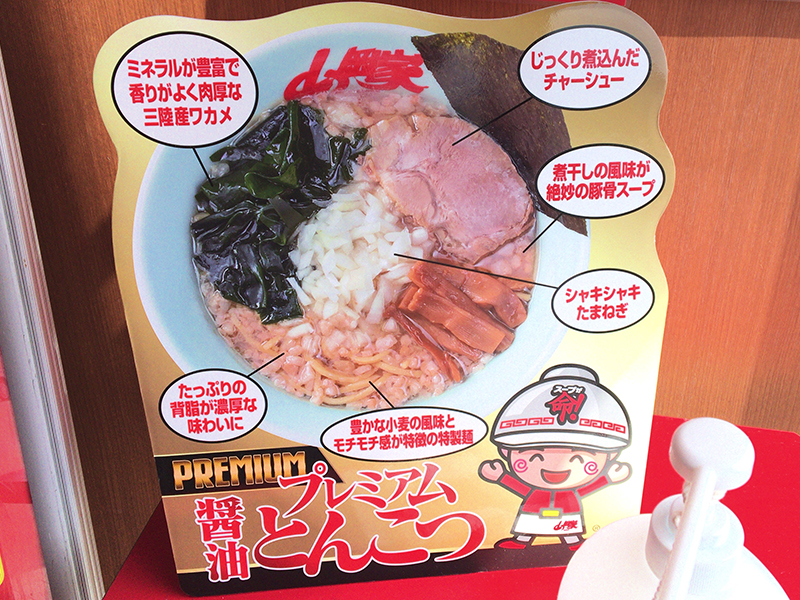 山岡家
ミネラルが豊富で
香りがよく肉厚な
三陸産ワカメ
じっくり煮込んだ
チャーシュー
煮干しの風味が
絶妙の豚骨スープ
シャキシャキ
たまねぎ
たっぷりの
背脂が濃厚な
味わいに
豊かな小麦の風味と
モチモチ感が特徴の特製麺
スープが
命!
PREMIUM
プレミアム
醤油
とんこつ
山岡家